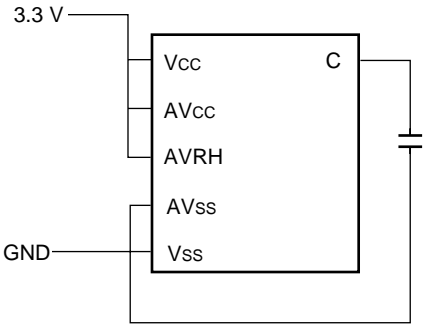 3.3 V
Vcc C
AVcc
AVRH
AVss
GND Vss